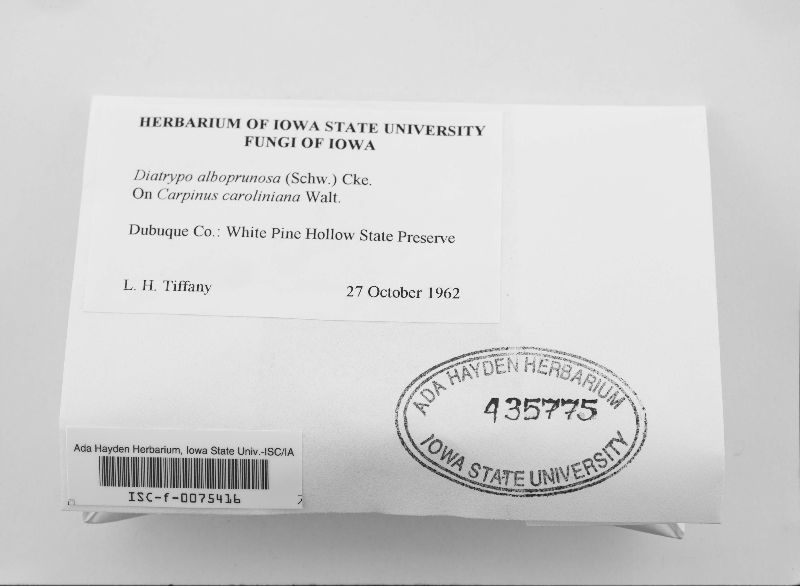 HERBARIUM OF IOWA STATE UNIVERSITY
FUNGI OF IOWA
Diatrypo alboprunosa (Schw.) Cke.
On Carpinus caroliniana Walt.
Dubuque Co.: White Pine Hollow State Preserve
L. H. Tiffany 27 October 1962
ADA HAYDEN HERBARIUM
435775
IOWA STATE UNIVERSITY
Ada Hayden Herbarium, Iowa State Univ.-ISC/IA
ISC-f-0075416